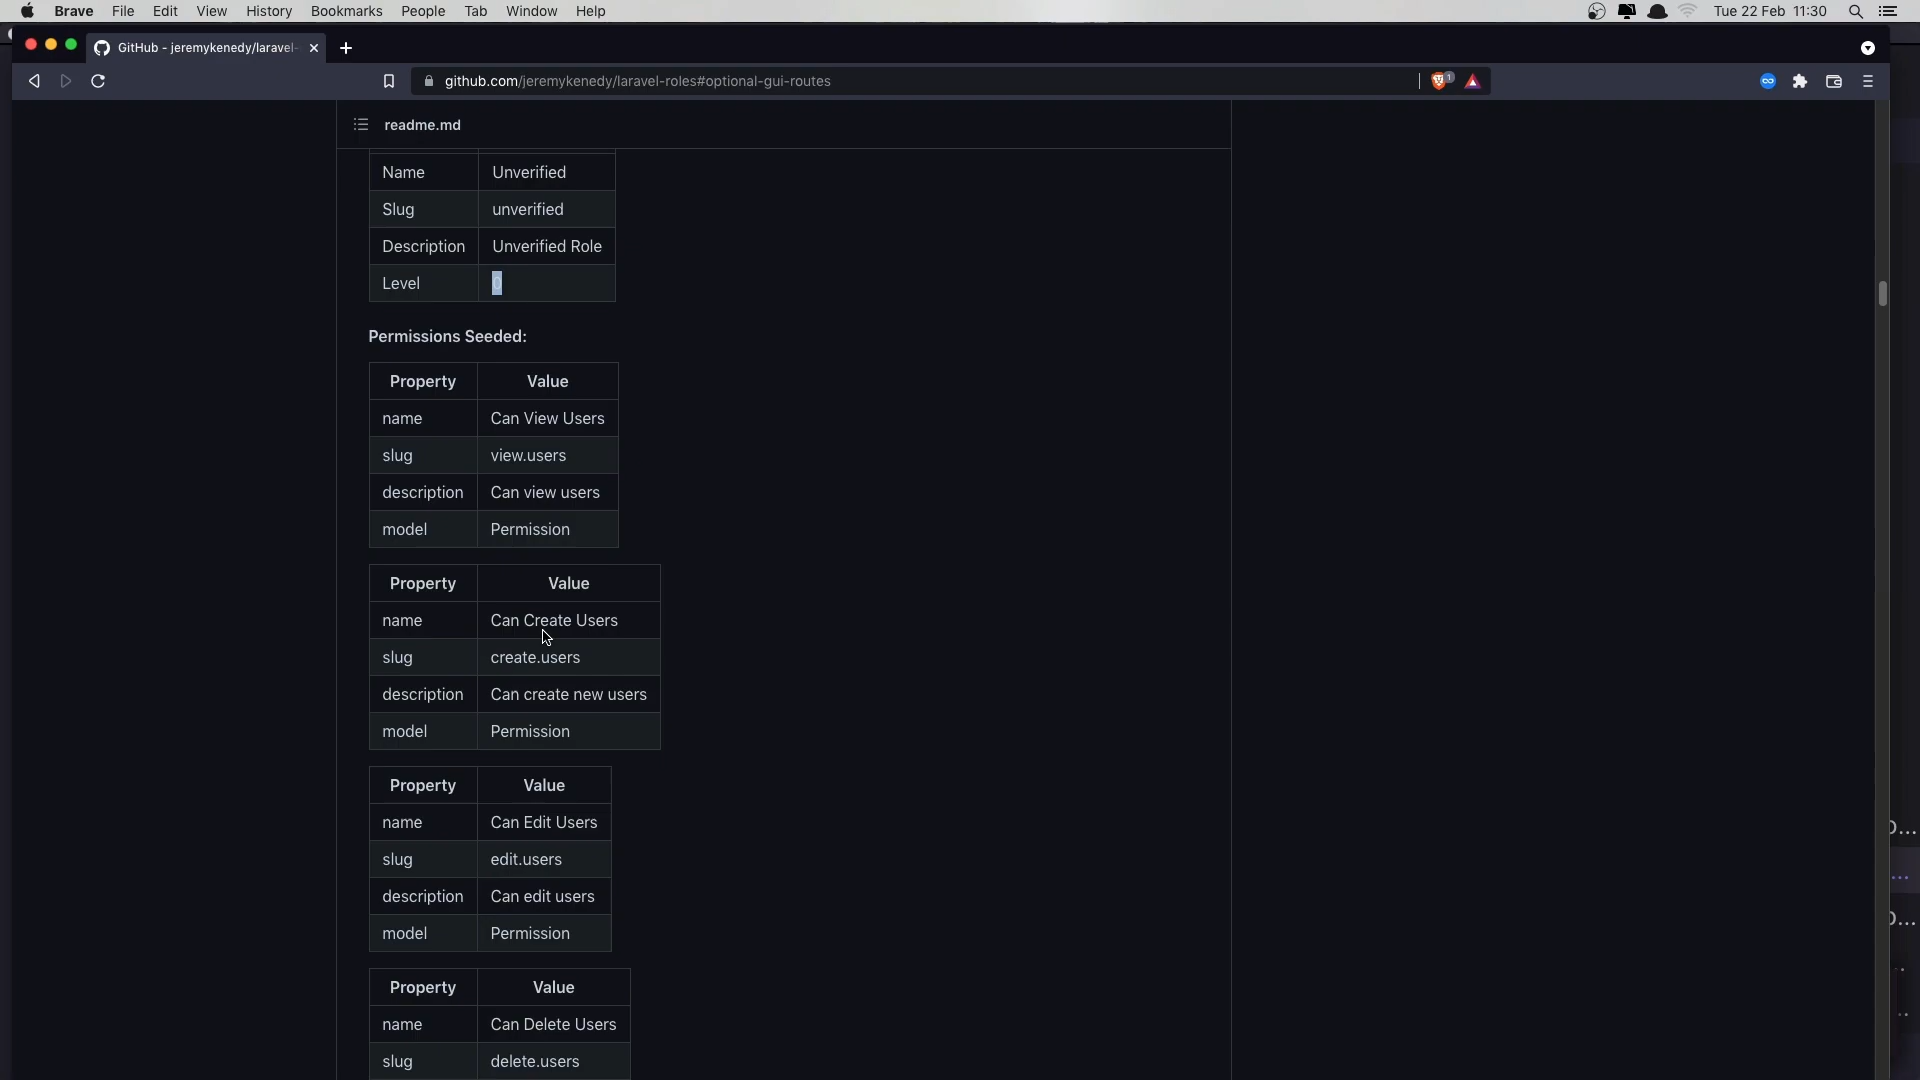 Brave File Edit View History Bookmarks People Tab Window Help Tue 22 Feb 11:30
GitHub - jeremykenedy/laravel-
github.com/jeremykenedy/laravel-roles#optional-gui-routes 1
readme.md
Name Unverified
Slug unverified
Description Unverified Role
Level 0
Permissions Seeded:
Property Value
name Can View Users
slug view.users
description Can view users
model Permission
Property Value
name Can Create Users
slug create.users
description Can create new users
model Permission
Property Value
name Can Edit Users
slug edit.users
description Can edit users
model Permission
Property Value
name Can Delete Users
slug delete.users